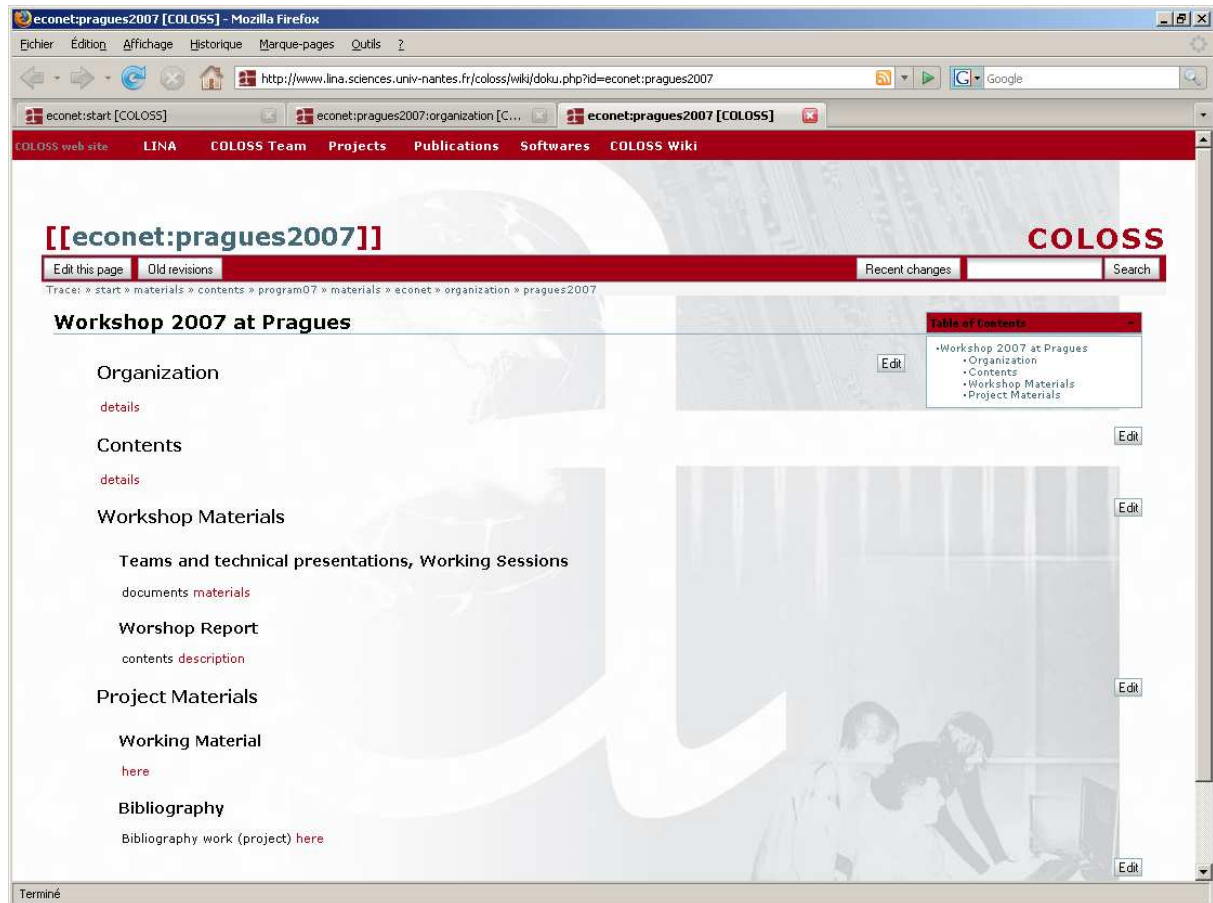 econet:pragues2007 [COLOSS] - Mozilla Firefox
Eichier Édition Affichage Historique Marque-pages Outils ?
http://www.lina.sciences.univ-nantes.fr/coloss/wiki/doku.php?id=econet:pragues2007 G Google
econet:start [COLOSS] econet:pragues2007:organization [C... econet:pragues2007 [COLOSS]
COLOSS web site LINA COLOSS Team Projects Publications Softwares COLOSS Wiki
[[econet:pragues2007]] COLOSS
Edit this page Old revisions Recent changes Search
Trace: » start » materials » contents » program07 » materials » econet » organization » pragues2007
Workshop 2007 at Pragues
Table of Contents
Workshop 2007 at Pragues
Organization
Contents
Workshop Materials
Project Materials
Organization Edit
details
Contents Edit
details
Workshop Materials Edit
Teams and technical presentations, Working Sessions
documents materials
Worshop Report
contents description
Project Materials Edit
Working Material
here
Bibliography
Bibliography work (project) here
Edit
Terminé